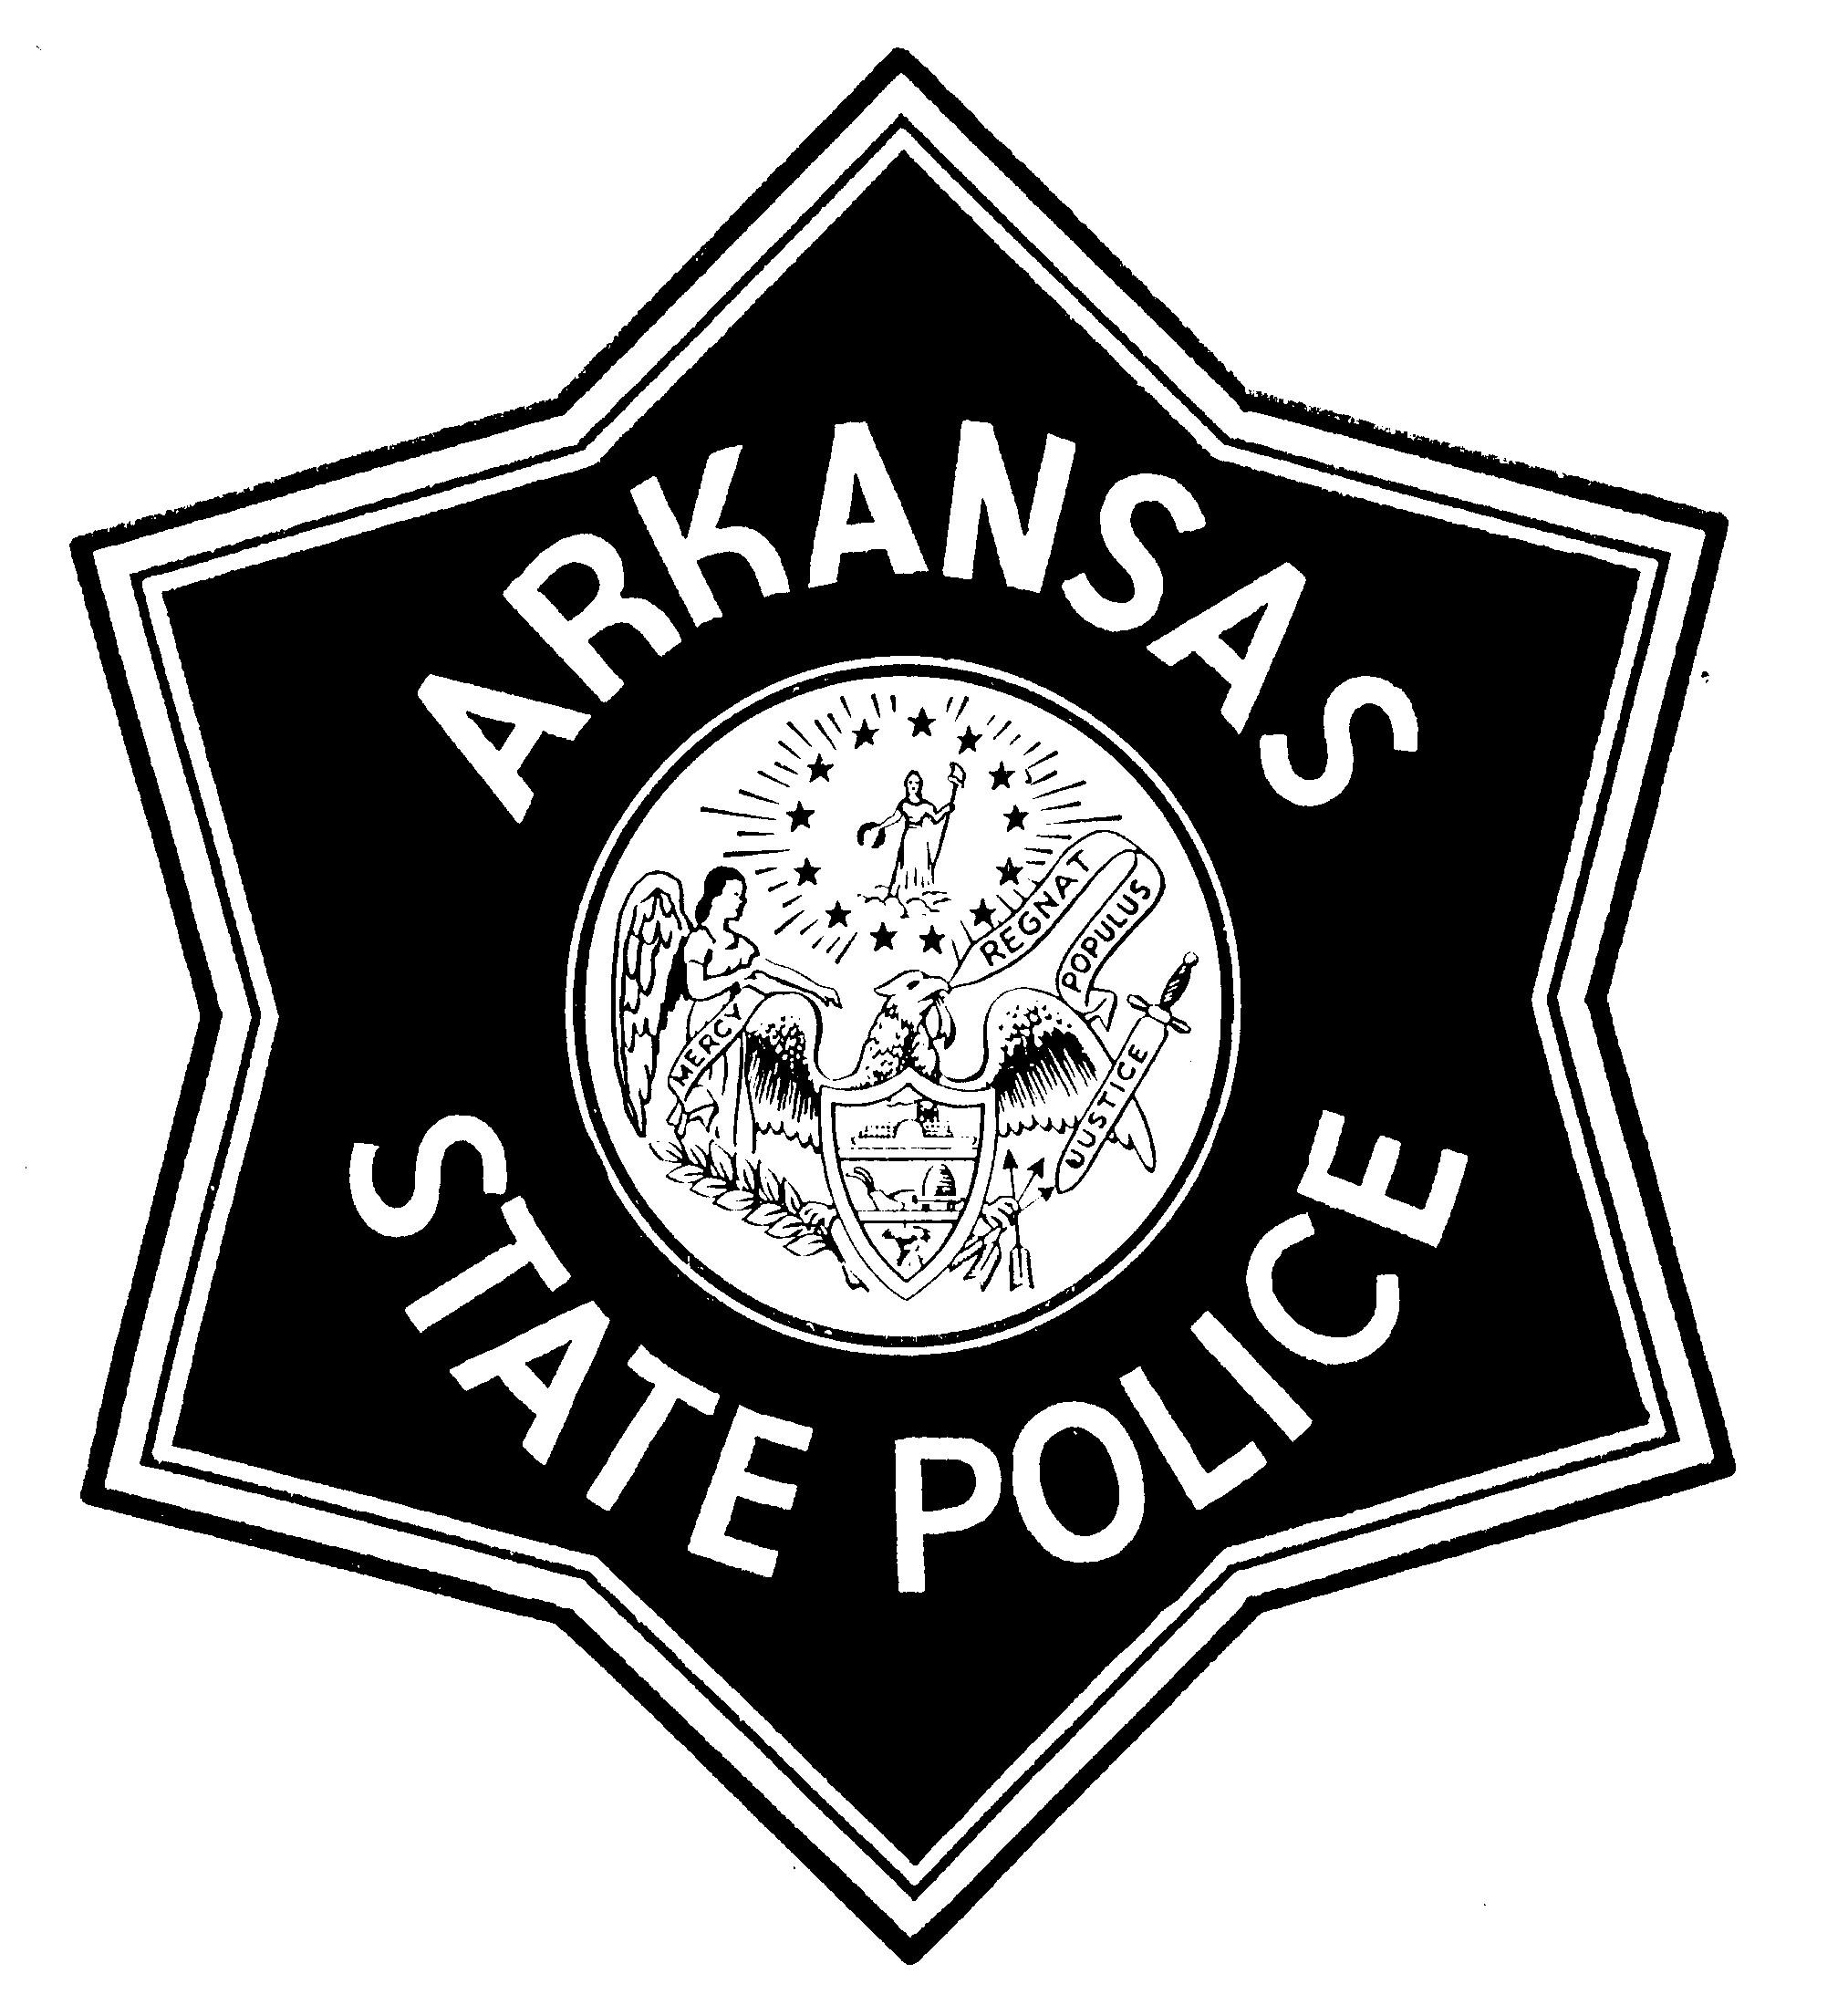 ARKANSAS
REGNAT
POPULUS
MERCY
JUSTICE
STATE POLICE